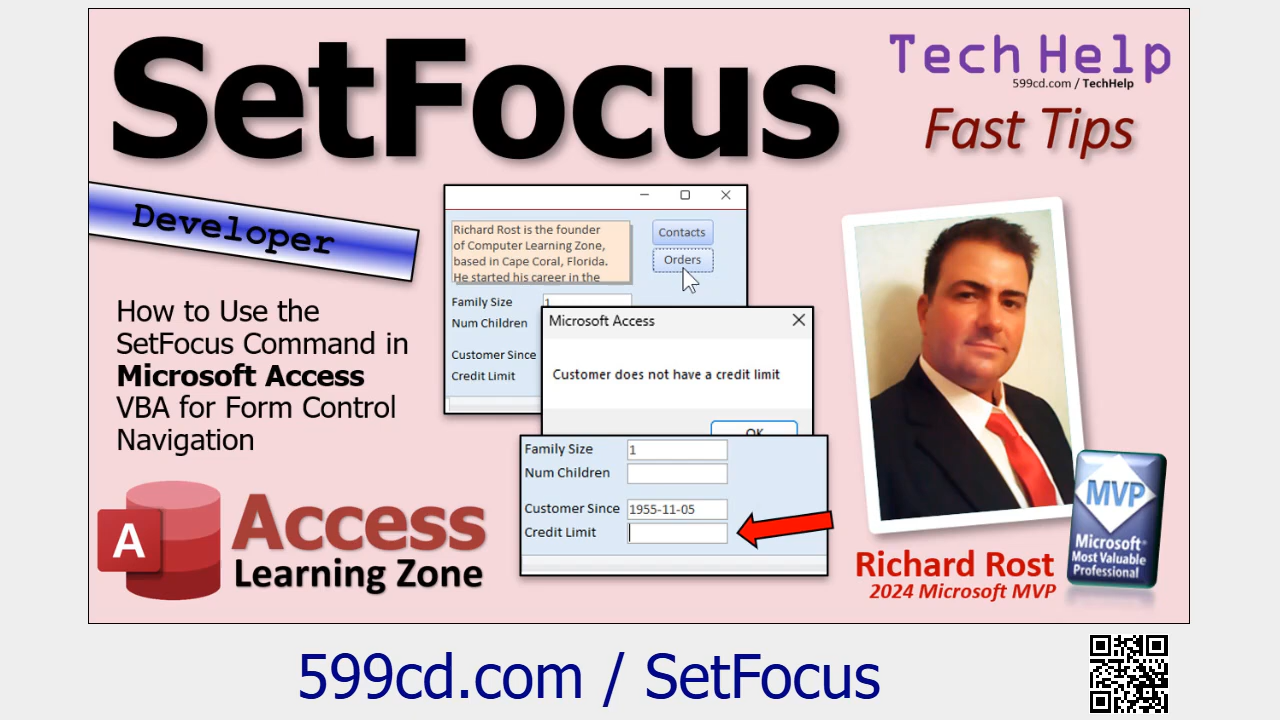 SetFocus
Tech Help
599cd.com / TechHelp
Fast Tips
Developer
How to Use the
SetFocus Command in
Microsoft Access
VBA for Form Control
Navigation
Richard Rost is the founder
of Computer Learning Zone,
based in Cape Coral, Florida.
He started his career in the
Contacts
Orders
Family Size 1
Num Children
Customer Since
Credit Limit
Microsoft Access
Customer does not have a credit limit
OK
Family Size 1
Num Children
Customer Since 1955-11-05
Credit Limit
A
Access
Learning Zone
MVP
Microsoft®
Most Valuable
Professional
Richard Rost
2024 Microsoft MVP
599cd.com / SetFocus